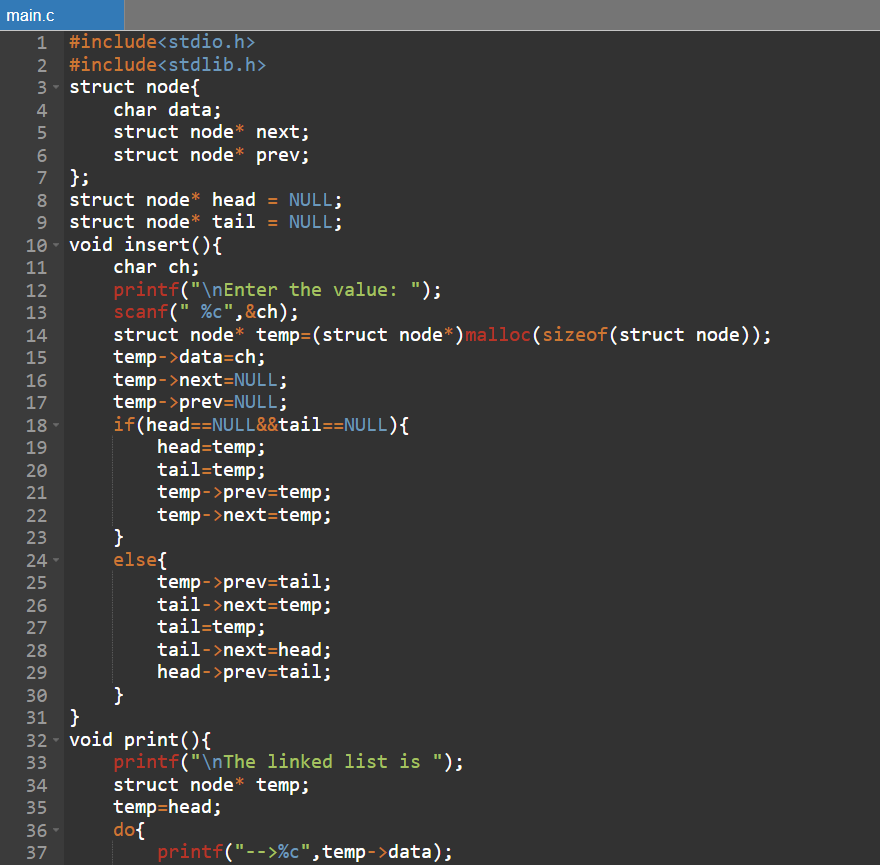 main.c
1 #include<stdio.h>
2 #include<stdlib.h>
3 struct node{
4     char data;
5     struct node* next;
6     struct node* prev;
7 };
8 struct node* head = NULL;
9 struct node* tail = NULL;
10 void insert(){
11     char ch;
12     printf("\nEnter the value: ");
13     scanf(" %c",&ch);
14     struct node* temp=(struct node*)malloc(sizeof(struct node));
15     temp->data=ch;
16     temp->next=NULL;
17     temp->prev=NULL;
18     if(head==NULL&&tail==NULL){
19         head=temp;
20         tail=temp;
21         temp->prev=temp;
22         temp->next=temp;
23     }
24     else{
25         temp->prev=tail;
26         tail->next=temp;
27         tail=temp;
28         tail->next=head;
29         head->prev=tail;
30     }
31 }
32 void print(){
33     printf("\nThe linked list is ");
34     struct node* temp;
35     temp=head;
36     do{
37         printf("-->%c",temp->data);